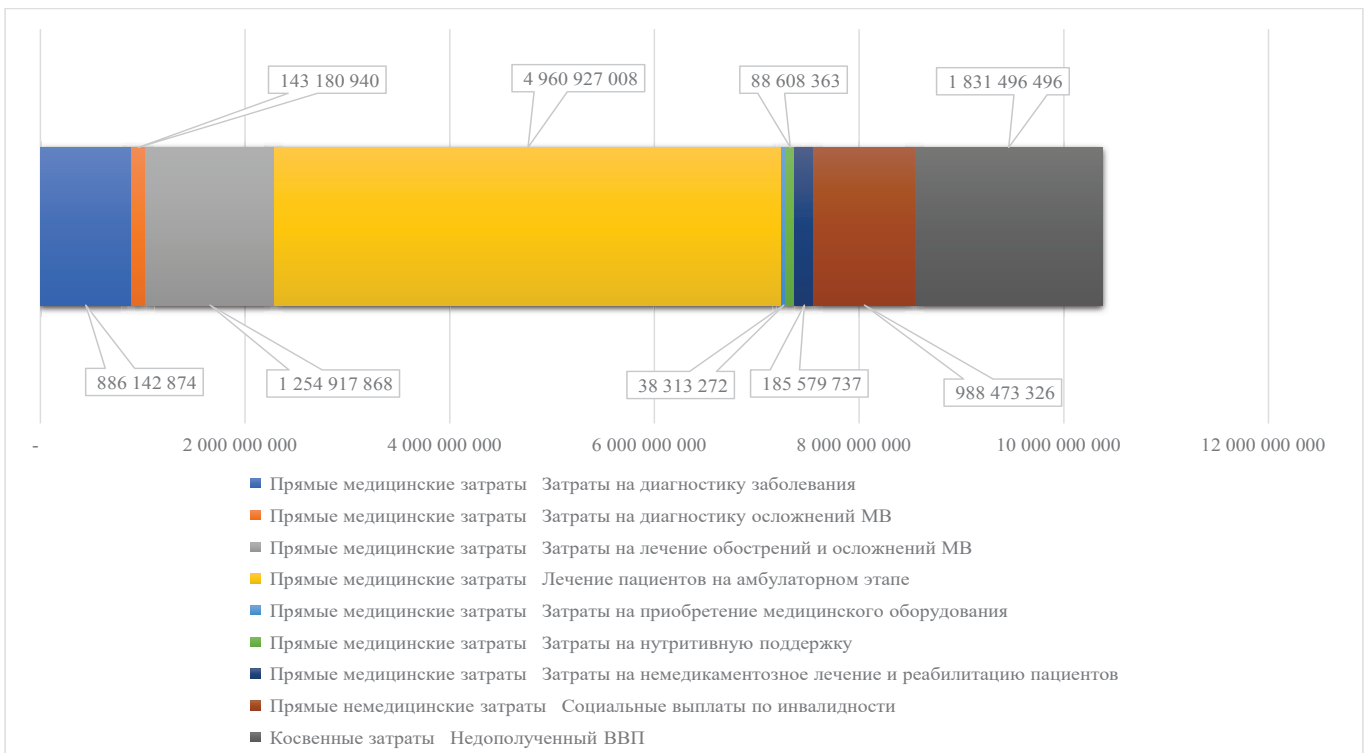 143 180 940
4 960 927 008
88 608 363
1 831 496 496
886 142 874
1 254 917 868
38 313 272
185 579 737
988 473 326
-
2 000 000 000
4 000 000 000
6 000 000 000
8 000 000 000
10 000 000 000
12 000 000 000
Прямые медицинские затраты Затраты на диагностику заболевания
Прямые медицинские затраты Затраты на диагностику осложнений МВ
Прямые медицинские затраты Затраты на лечение обострений и осложнений МВ
Прямые медицинские затраты Лечение пациентов на амбулаторном этапе
Прямые медицинские затраты Затраты на приобретение медицинского оборудования
Прямые медицинские затраты Затраты на нутритивную поддержку
Прямые медицинские затраты Затраты на немедикаментозное лечение и реабилитацию пациентов
Прямые немедицинские затраты Социальные выплаты по инвалидности
Косвенные затраты Недополученный ВВП